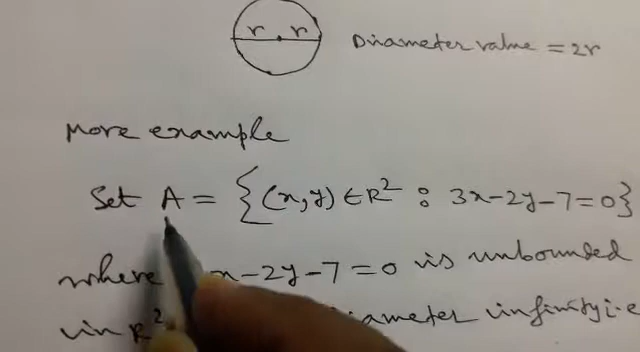 r r Diameter value = 2r
more example
Set A = {(x,y) ∈ R² : 3x-2y-7=0}
where x-2y-7=0 is unbounded
in R² diameter infinity i.e